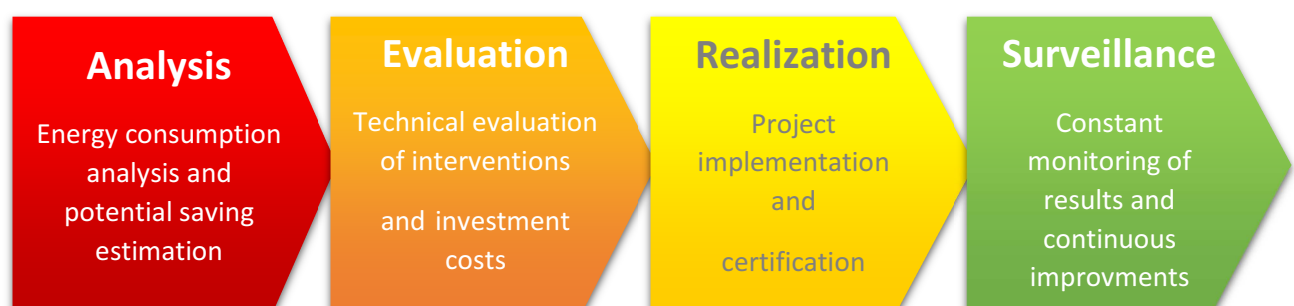 Analysis
Energy consumption
analysis and
potential saving
estimation
Evaluation
Technical evaluation
of interventions
and investment
costs
Realization
Project
implementation
and
certification
Surveillance
Constant
monitoring of
results and
continuous
improvments